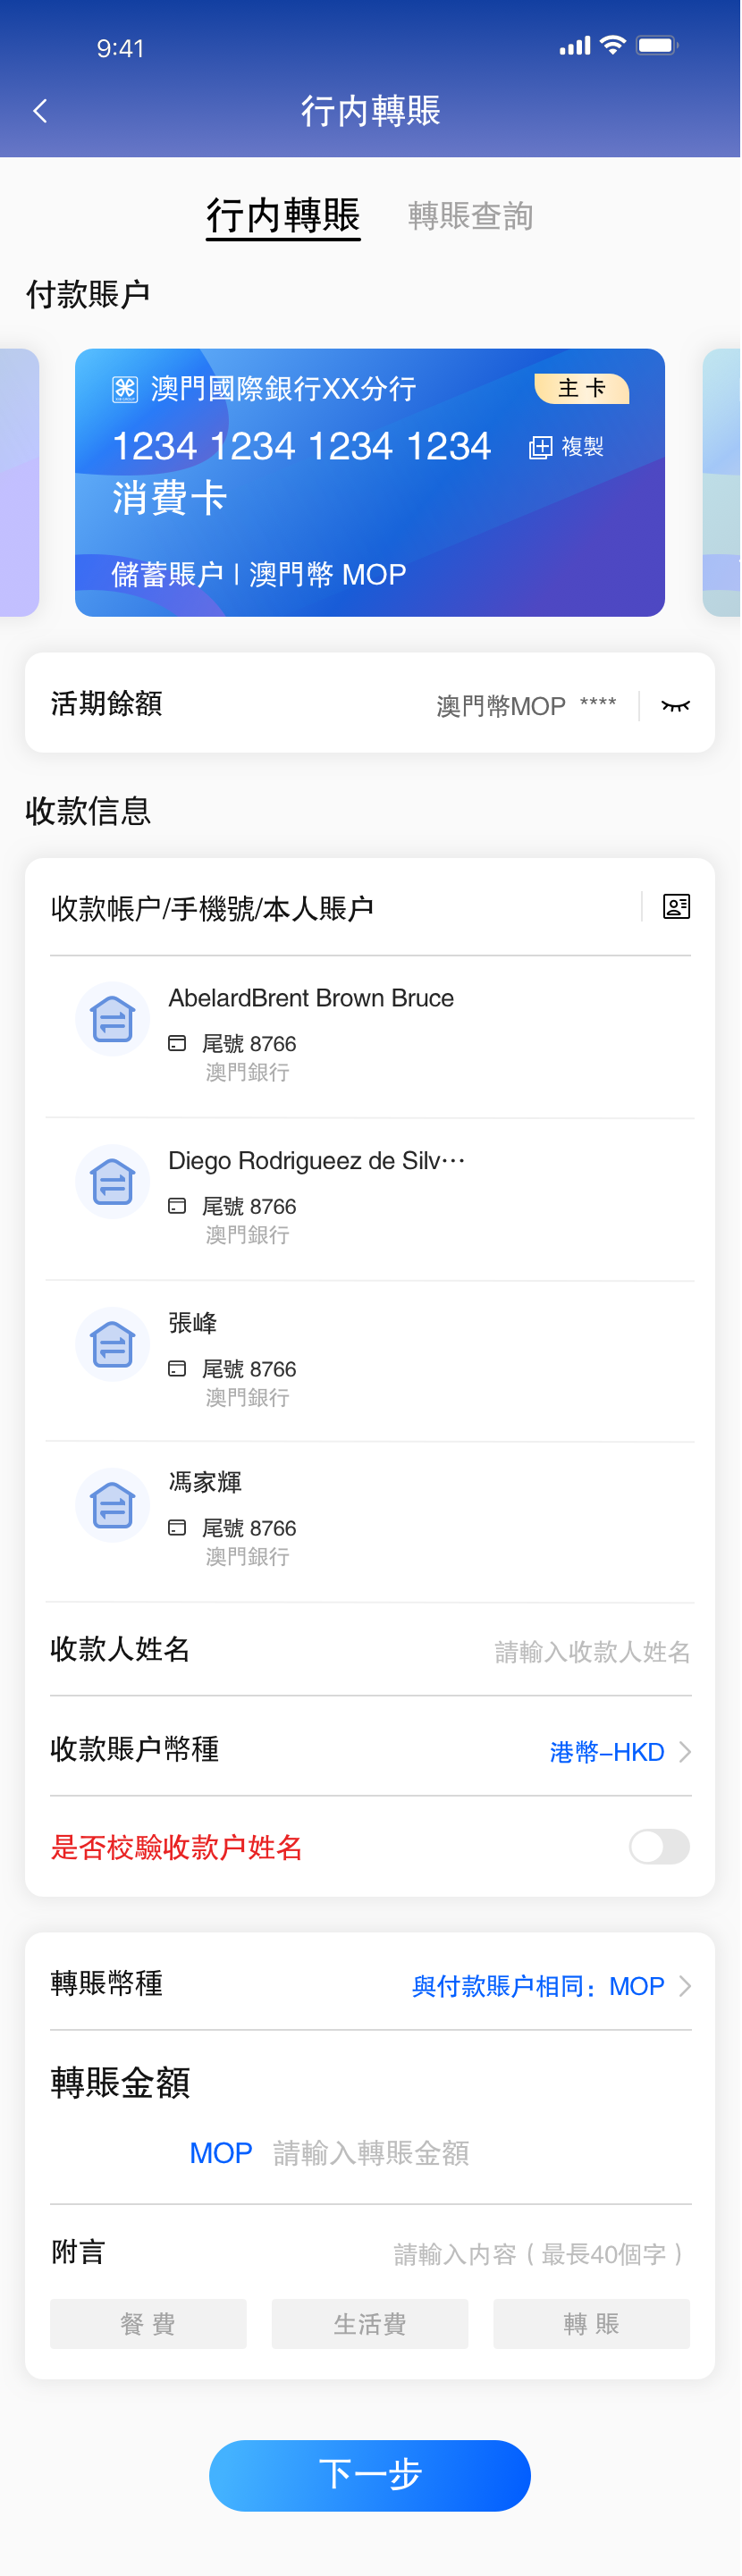 9:41
行内轉賬
行内轉賬 轉賬查詢
付款賬户
澳門國際銀行XX分行 主卡
1234 1234 1234 1234 複製
消費卡
儲蓄賬户 | 澳門幣 MOP
活期餘額 澳門幣MOP ****
收款信息
收款帳户/手機號/本人賬户
AbelardBrent Brown Bruce
尾號 8766
澳門銀行
Diego Rodrigueez de Silv···
尾號 8766
澳門銀行
張峰
尾號 8766
澳門銀行
馮家輝
尾號 8766
澳門銀行
收款人姓名 請輸入收款人姓名
收款賬户幣種 港幣–HKD
是否校驗收款户姓名
轉賬幣種 與付款賬户相同：MOP
轉賬金額
MOP 請輸入轉賬金額
附言 請輸入内容（最長40個字）
餐費 生活費 轉賬
下一步